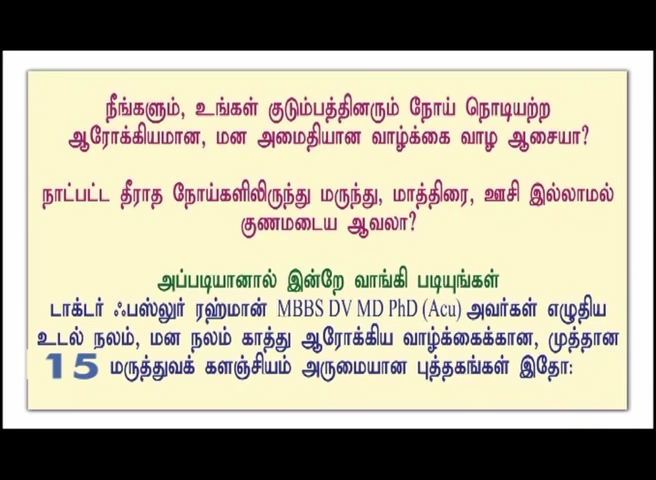 நீங்களும், உங்கள் குடும்பத்தினரும் நோய் நொடியற்ற
ஆரோக்கியமான, மன அமைதியான வாழ்க்கை வாழ ஆசையா?
நாட்பட்ட தீராத நோய்களிலிருந்து மருந்து, மாத்திரை, ஊசி இல்லாமல்
குணமடைய ஆவலா?
அப்படியானால் இன்றே வாங்கி படியுங்கள்
டாக்டர் ஃபஸ்லுர் ரஹ்மான் MBBS DV MD PhD (Acu) அவர்கள் எழுதிய
உடல் நலம், மன நலம் காத்து ஆரோக்கிய வாழ்க்கைக்கான, முத்தான
15 மருத்துவக் களஞ்சியம் அருமையான புத்தகங்கள் இதோ: